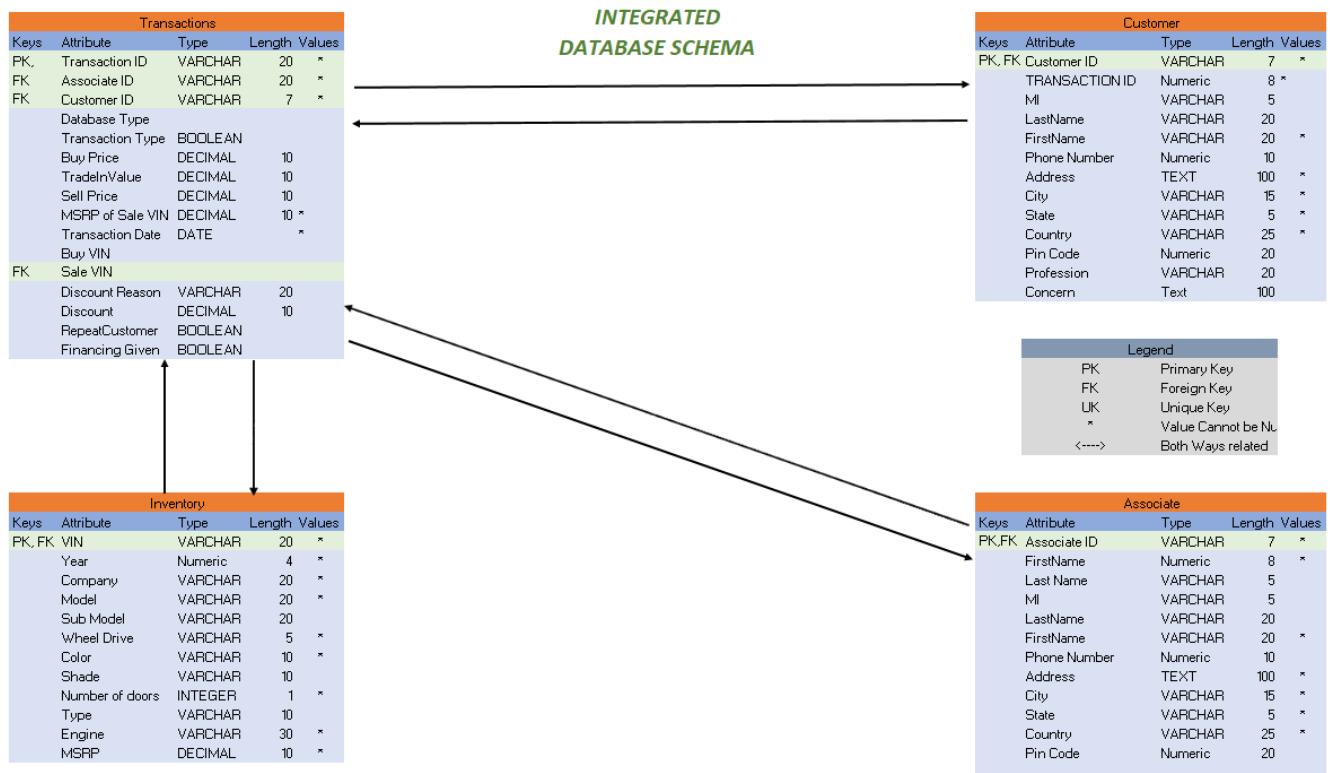 INTEGRATED
DATABASE SCHEMA
Transactions
Keys Attribute Type Length Values
PK, Transaction ID VARCHAR 20 *
FK Associate ID VARCHAR 20 *
FK Customer ID VARCHAR 7 *
Database Type
Transaction Type BOOLEAN
Buy Price DECIMAL 10
TradeInValue DECIMAL 10
Sell Price DECIMAL 10
MSRP of Sale VIN DECIMAL 10 *
Transaction Date DATE *
Buy VIN
FK Sale VIN
Discount Reason VARCHAR 20
Discount DECIMAL 10
RepeatCustomer BOOLEAN
Financing Given BOOLEAN
Customer
Keys Attribute Type Length Values
PK, FK Customer ID VARCHAR 7 *
TRANSACTION ID Numeric 8 *
MI VARCHAR 5
LastName VARCHAR 20
FirstName VARCHAR 20 *
Phone Number Numeric 10
Address TEXT 100 *
City VARCHAR 15 *
State VARCHAR 5 *
Country VARCHAR 25 *
Pin Code Numeric 20
Profession VARCHAR 20
Concern Text 100
Legend
PK Primary Key
FK Foreign Key
UK Unique Key
* Value Cannot be Nu
<----> Both Ways related
Inventory
Keys Attribute Type Length Values
PK, FK VIN VARCHAR 20 *
Year Numeric 4 *
Company VARCHAR 20 *
Model VARCHAR 20 *
Sub Model VARCHAR 20
Wheel Drive VARCHAR 5 *
Color VARCHAR 10 *
Shade VARCHAR 10
Number of doors INTEGER 1 *
Type VARCHAR 10
Engine VARCHAR 30 *
MSRP DECIMAL 10 *
Associate
Keys Attribute Type Length Values
PK,FK Associate ID VARCHAR 7 *
FirstName Numeric 8 *
Last Name VARCHAR 5
MI VARCHAR 5
LastName VARCHAR 20
FirstName VARCHAR 20 *
Phone Number Numeric 10
Address TEXT 100 *
City VARCHAR 15 *
State VARCHAR 5 *
Country VARCHAR 25 *
Pin Code Numeric 20